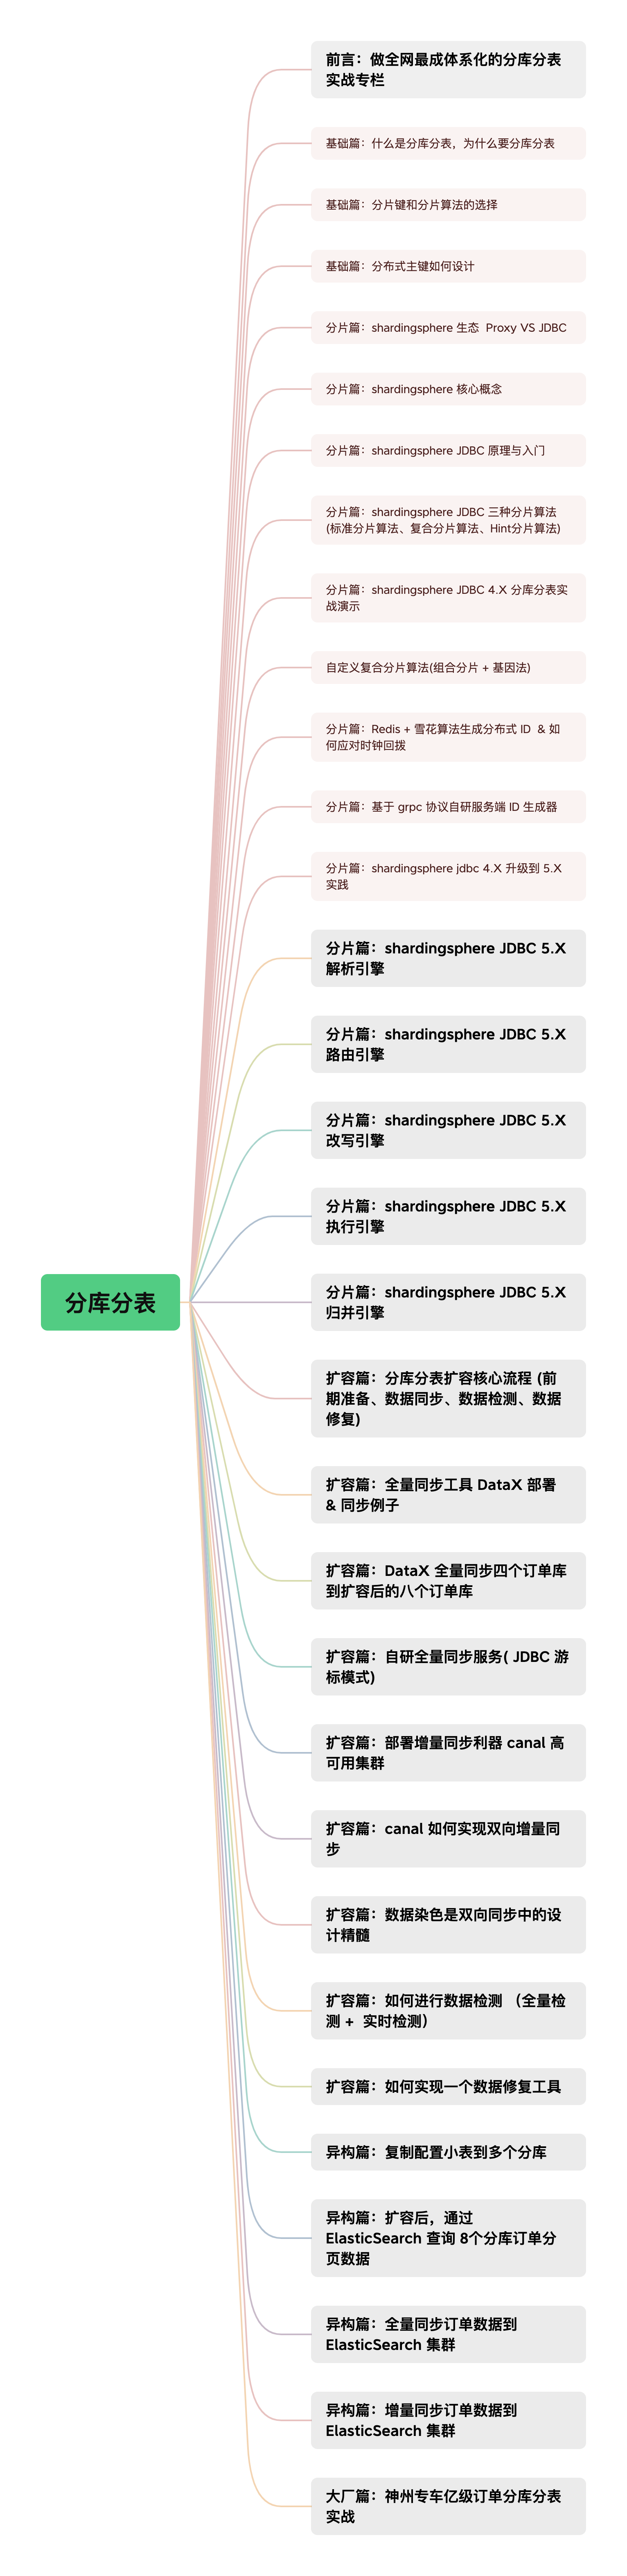 前言：做全网最成体系化的分库分表
实战专栏
基础篇：什么是分库分表，为什么要分库分表
基础篇：分片键和分片算法的选择
基础篇：分布式主键如何设计
分片篇：shardingsphere 生态  Proxy VS JDBC
分片篇：shardingsphere 核心概念
分片篇：shardingsphere JDBC 原理与入门
分片篇：shardingsphere JDBC 三种分片算法
(标准分片算法、复合分片算法、Hint分片算法)
分片篇：shardingsphere JDBC 4.X 分库分表实
战演示
自定义复合分片算法(组合分片 + 基因法)
分片篇：Redis + 雪花算法生成分布式 ID  & 如
何应对时钟回拨
分片篇：基于 grpc 协议自研服务端 ID 生成器
分片篇：shardingsphere jdbc 4.X 升级到 5.X
实践
分片篇：shardingsphere JDBC 5.X
解析引擎
分片篇：shardingsphere JDBC 5.X
路由引擎
分片篇：shardingsphere JDBC 5.X
改写引擎
分片篇：shardingsphere JDBC 5.X
执行引擎
分库分表
分片篇：shardingsphere JDBC 5.X
归并引擎
扩容篇：分库分表扩容核心流程 (前
期准备、数据同步、数据检测、数据
修复)
扩容篇：全量同步工具 DataX 部署
& 同步例子
扩容篇：DataX 全量同步四个订单库
到扩容后的八个订单库
扩容篇：自研全量同步服务( JDBC 游
标模式)
扩容篇：部署增量同步利器 canal 高
可用集群
扩容篇：canal 如何实现双向增量同
步
扩容篇：数据染色是双向同步中的设
计精髓
扩容篇：如何进行数据检测 （全量检
测 +  实时检测）
扩容篇：如何实现一个数据修复工具
异构篇：复制配置小表到多个分库
异构篇：扩容后，通过
ElasticSearch 查询 8个分库订单分
页数据
异构篇：全量同步订单数据到
ElasticSearch 集群
异构篇：增量同步订单数据到
ElasticSearch 集群
大厂篇：神州专车亿级订单分库分表
实战